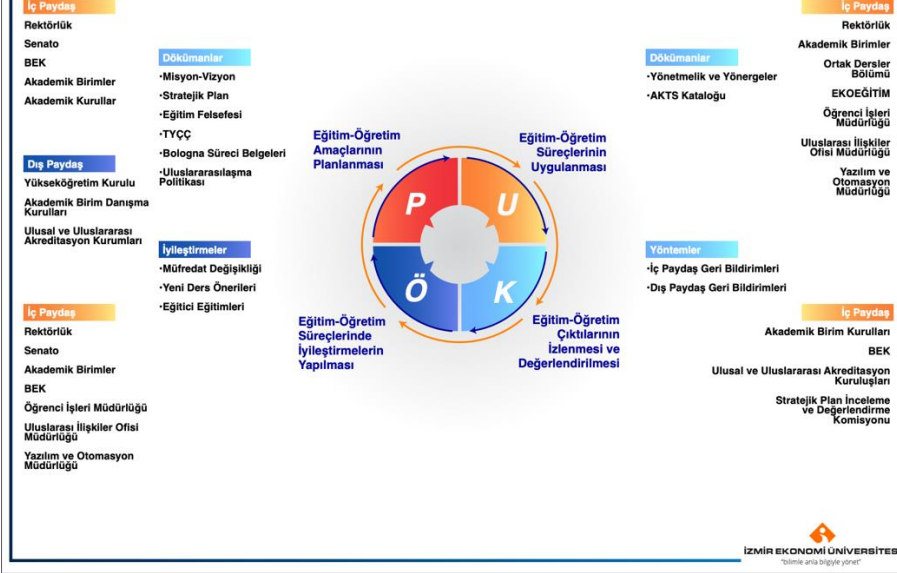 İç Paydaş
Rektörlük
Senato
BEK
Akademik Birimler
Akademik Kurullar
Dış Paydaş
Yükseköğretim Kurulu
Akademik Birim Danışma
Kurulları
Ulusal ve Uluslararası
Akreditasyon Kurumları
Dökümanlar
•Misyon-Vizyon
•Stratejik Plan
•Eğitim Felsefesi
•TYÇÇ
•Bologna Süreci Belgeleri
•Uluslararasılaşma
Politikası
Eğitim-Öğretim
Amaçlarının
Planlanması
P
Eğitim-Öğretim
Süreçlerinin
Uygulanması
U
Dökümanlar
•Yönetmelik ve Yönergeler
•AKTS Kataloğu
İç Paydaş
Rektörlük
Akademik Birimler
Ortak Dersler
Bölümü
EKOEĞİTİM
Öğrenci İşleri
Müdürlüğü
Uluslarası İlişkiler
Ofisi Müdürlüğü
Yazılım ve
Otomasyon
Müdürlüğü
İç Paydaş
Rektörlük
Senato
Akademik Birimler
BEK
Öğrenci İşleri Müdürlüğü
Uluslarası İlişkiler Ofisi
Müdürlüğü
Yazılım ve Otomasyon
Müdürlüğü
İyileştirmeler
•Müfredat Değişikliği
•Yeni Ders Önerileri
•Eğitici Eğitimleri
Ö
Eğitim-Öğretim
Süreçlerinde
İyileştirmelerin
Yapılması
K
Eğitim-Öğretim
Çıktılarının
İzlenmesi ve
Değerlendirilmesi
Yöntemler
•İç Paydaş Geri Bildirimleri
•Dış Paydaş Geri Bildirimleri
İç Paydaş
Akademik Birim Kurulları
BEK
Ulusal ve Uluslararası Akreditasyon
Kuruluşları
Stratejik Plan İnceleme
ve Değerlendirme
Komisyonu
İZMİR EKONOMİ ÜNİVERSİTES
"bilimle anla bilgiyle yönet"